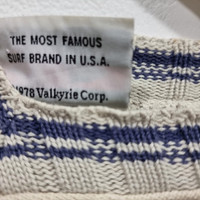 THE MOST FAMOUS
SURF BRAND IN U.S.A.
1978 Valkyrie Corp.